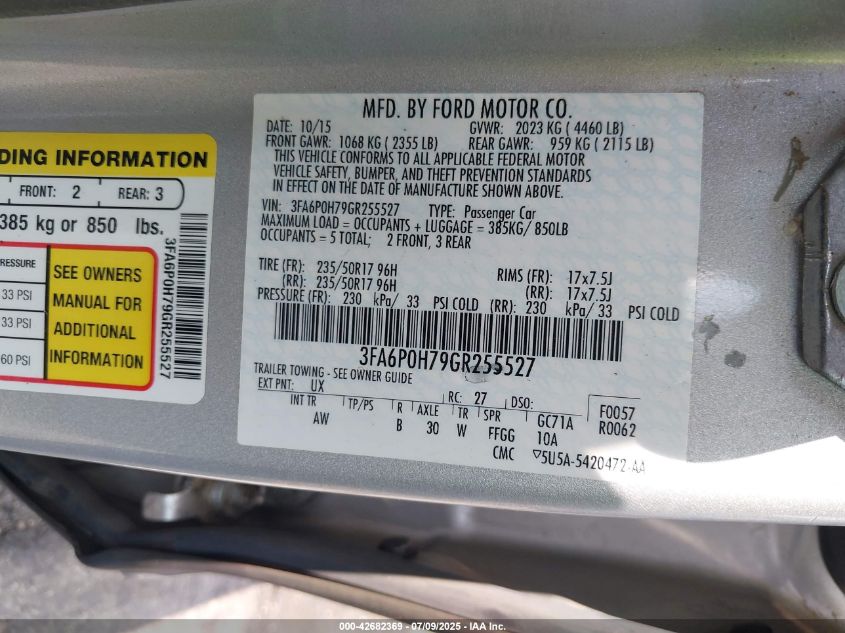 DING INFORMATION
FRONT: 2 REAR: 3
385 kg or 850 lbs.
RESSURE
33 PSI
33 PSI
60 PSI
SEE OWNERS
MANUAL FOR
ADDITIONAL
INFORMATION
3FA6P0H79GR255527
MFD. BY FORD MOTOR CO.
DATE: 10/15 GVWR: 2023 KG ( 4460 LB)
FRONT GAWR: 1068 KG ( 2355 LB) REAR GAWR: 959 KG ( 2115 LB)
THIS VEHICLE CONFORMS TO ALL APPLICABLE FEDERAL MOTOR
VEHICLE SAFETY, BUMPER, AND THEFT PREVENTION STANDARDS
IN EFFECT ON THE DATE OF MANUFACTURE SHOWN ABOVE.
VIN: 3FA6P0H79GR255527 TYPE: Passenger Car
MAXIMUM LOAD = OCCUPANTS + LUGGAGE = 385KG/ 850LB
OCCUPANTS = 5 TOTAL; 2 FRONT, 3 REAR
TIRE (FR): 235/50R17 96H RIMS (FR): 17x7.5J
(RR): 235/50R17 96H (RR): 17x7.5J
PRESSURE (FR): 230 kPa/ 33 PSI COLD (RR): 230 kPa/ 33 PSI COLD
3FA6P0H79GR255527
TRAILER TOWING - SEE OWNER GUIDE
EXT PNT: UX RC: 27 DSO:
INT TR TP/PS R AXLE TR SPR GC71A F0057
AW B 30 W FFGG 10A R0062
CMC 5U5A-5420472-AA
000-42682369 - 07/09/2025 - IAA Inc.